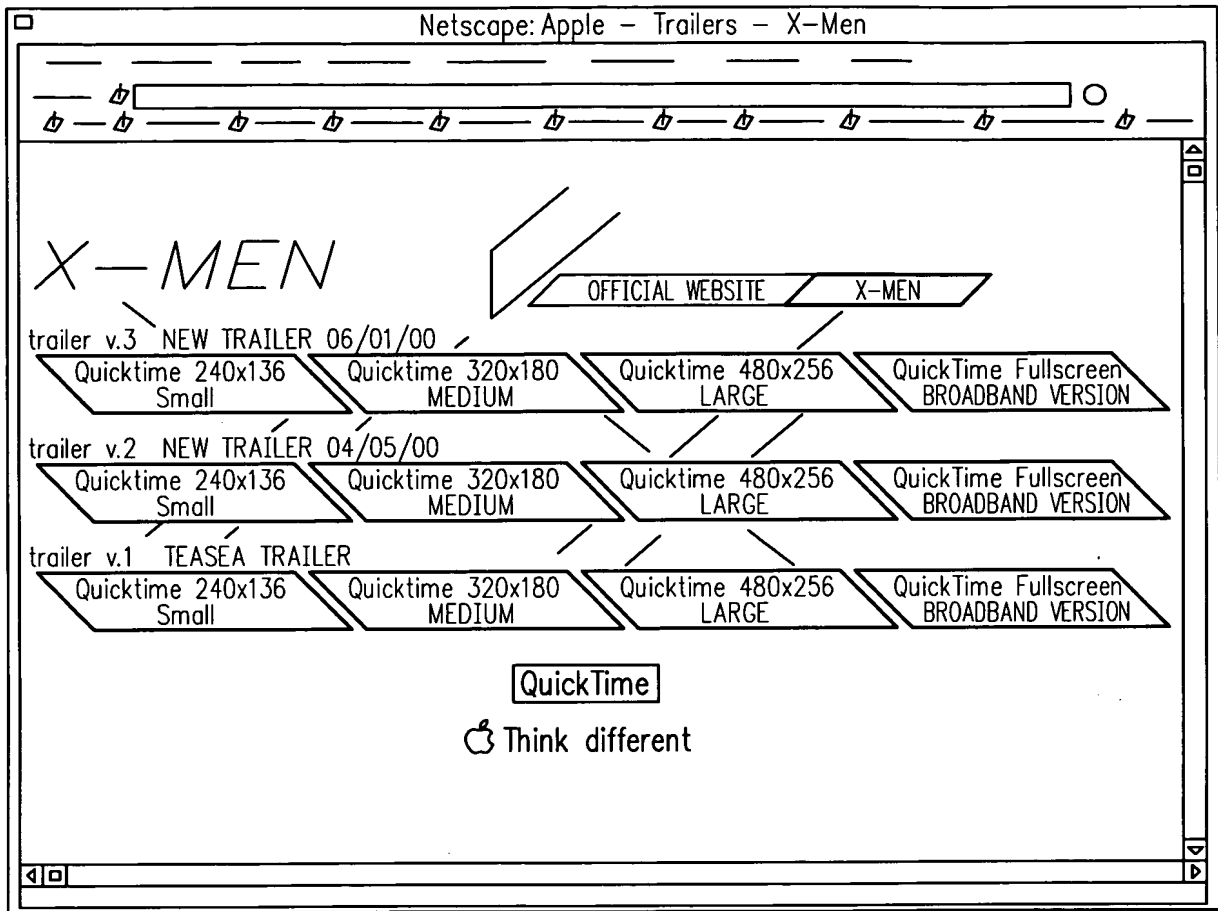 Netscape: Apple – Trailers – X-Men
X-MEN
OFFICIAL WEBSITE X-MEN
trailer v.3 NEW TRAILER 06/01/00
Quicktime 240x136 Quicktime 320x180 Quicktime 480x256 QuickTime Fullscreen
Small MEDIUM LARGE BROADBAND VERSION
trailer v.2 NEW TRAILER 04/05/00
Quicktime 240x136 Quicktime 320x180 Quicktime 480x256 QuickTime Fullscreen
Small MEDIUM LARGE BROADBAND VERSION
trailer v.1 TEASEA TRAILER
Quicktime 240x136 Quicktime 320x180 Quicktime 480x256 QuickTime Fullscreen
Small MEDIUM LARGE BROADBAND VERSION
QuickTime
Think different